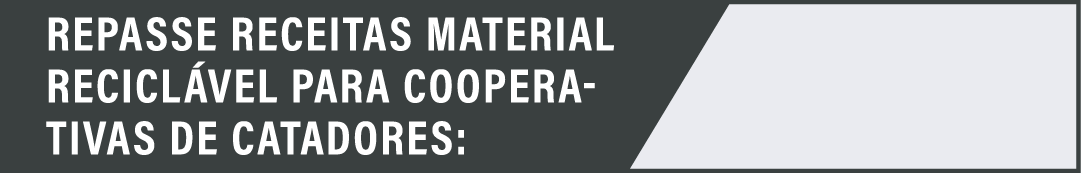 REPASSE RECEITAS MATERIAL
RECICLÁVEL PARA COOPERA-
TIVAS DE CATADORES: